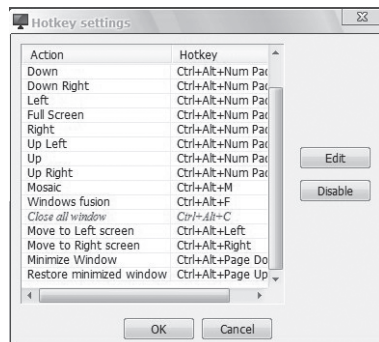 Hotkey settings
Action Hotkey
Down Ctrl+Alt+Num Pad
Down Right Ctrl+Alt+Num Pad
Left Ctrl+Alt+Num Pad
Full Screen Ctrl+Alt+Num Pad
Right Ctrl+Alt+Num Pad
Up Left Ctrl+Alt+Num Pad
Up Ctrl+Alt+Num Pad
Up Right Ctrl+Alt+Num Pad
Mosaic Ctrl+Alt+M
Windows fusion Ctrl+Alt+F
Close all window Ctrl+Alt+C
Move to Left screen Ctrl+Alt+Left
Move to Right screen Ctrl+Alt+Right
Minimize Window Ctrl+Alt+Page Do
Restore minimized window Ctrl+Alt+Page Up
Edit
Disable
OK Cancel